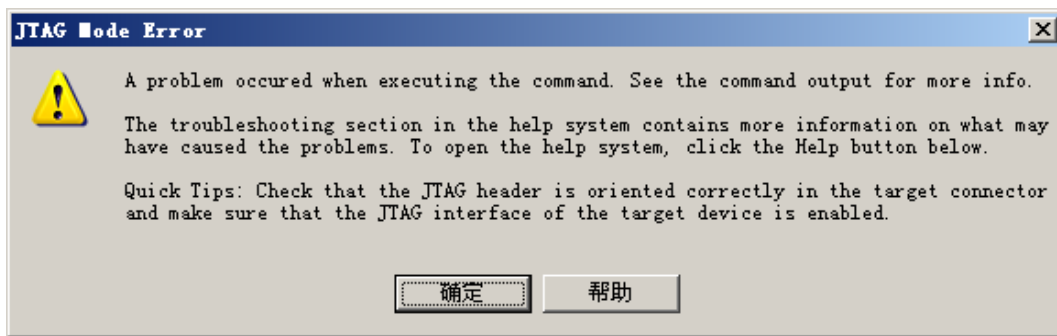 JTAG Mode Error
A problem occured when executing the command. See the command output for more info.
The troubleshooting section in the help system contains more information on what may
have caused the problems. To open the help system, click the Help button below.
Quick Tips: Check that the JTAG header is oriented correctly in the target connector
and make sure that the JTAG interface of the target device is enabled.
确定
帮助